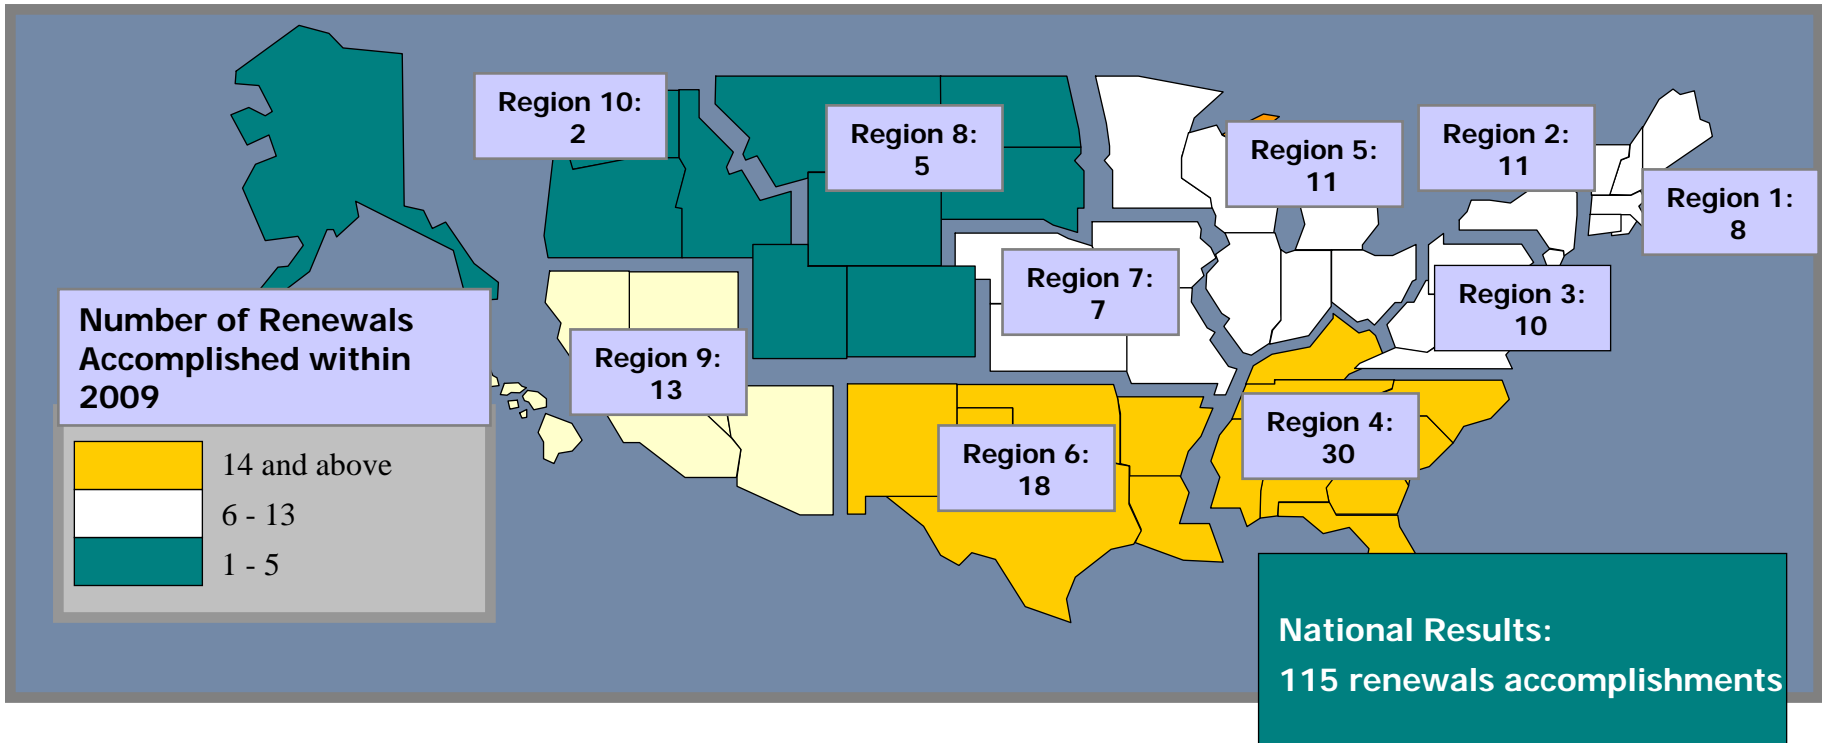 Region 10:
2
Region 8:
5
Region 5:
11
Region 2:
11
Region 1:
8
Region 7:
7
Region 3:
10
Number of Renewals
Accomplished within
2009
Region 9:
13
Region 4:
30
Region 6:
18
14 and above
6 - 13
1 - 5
National Results:
115 renewals accomplishments